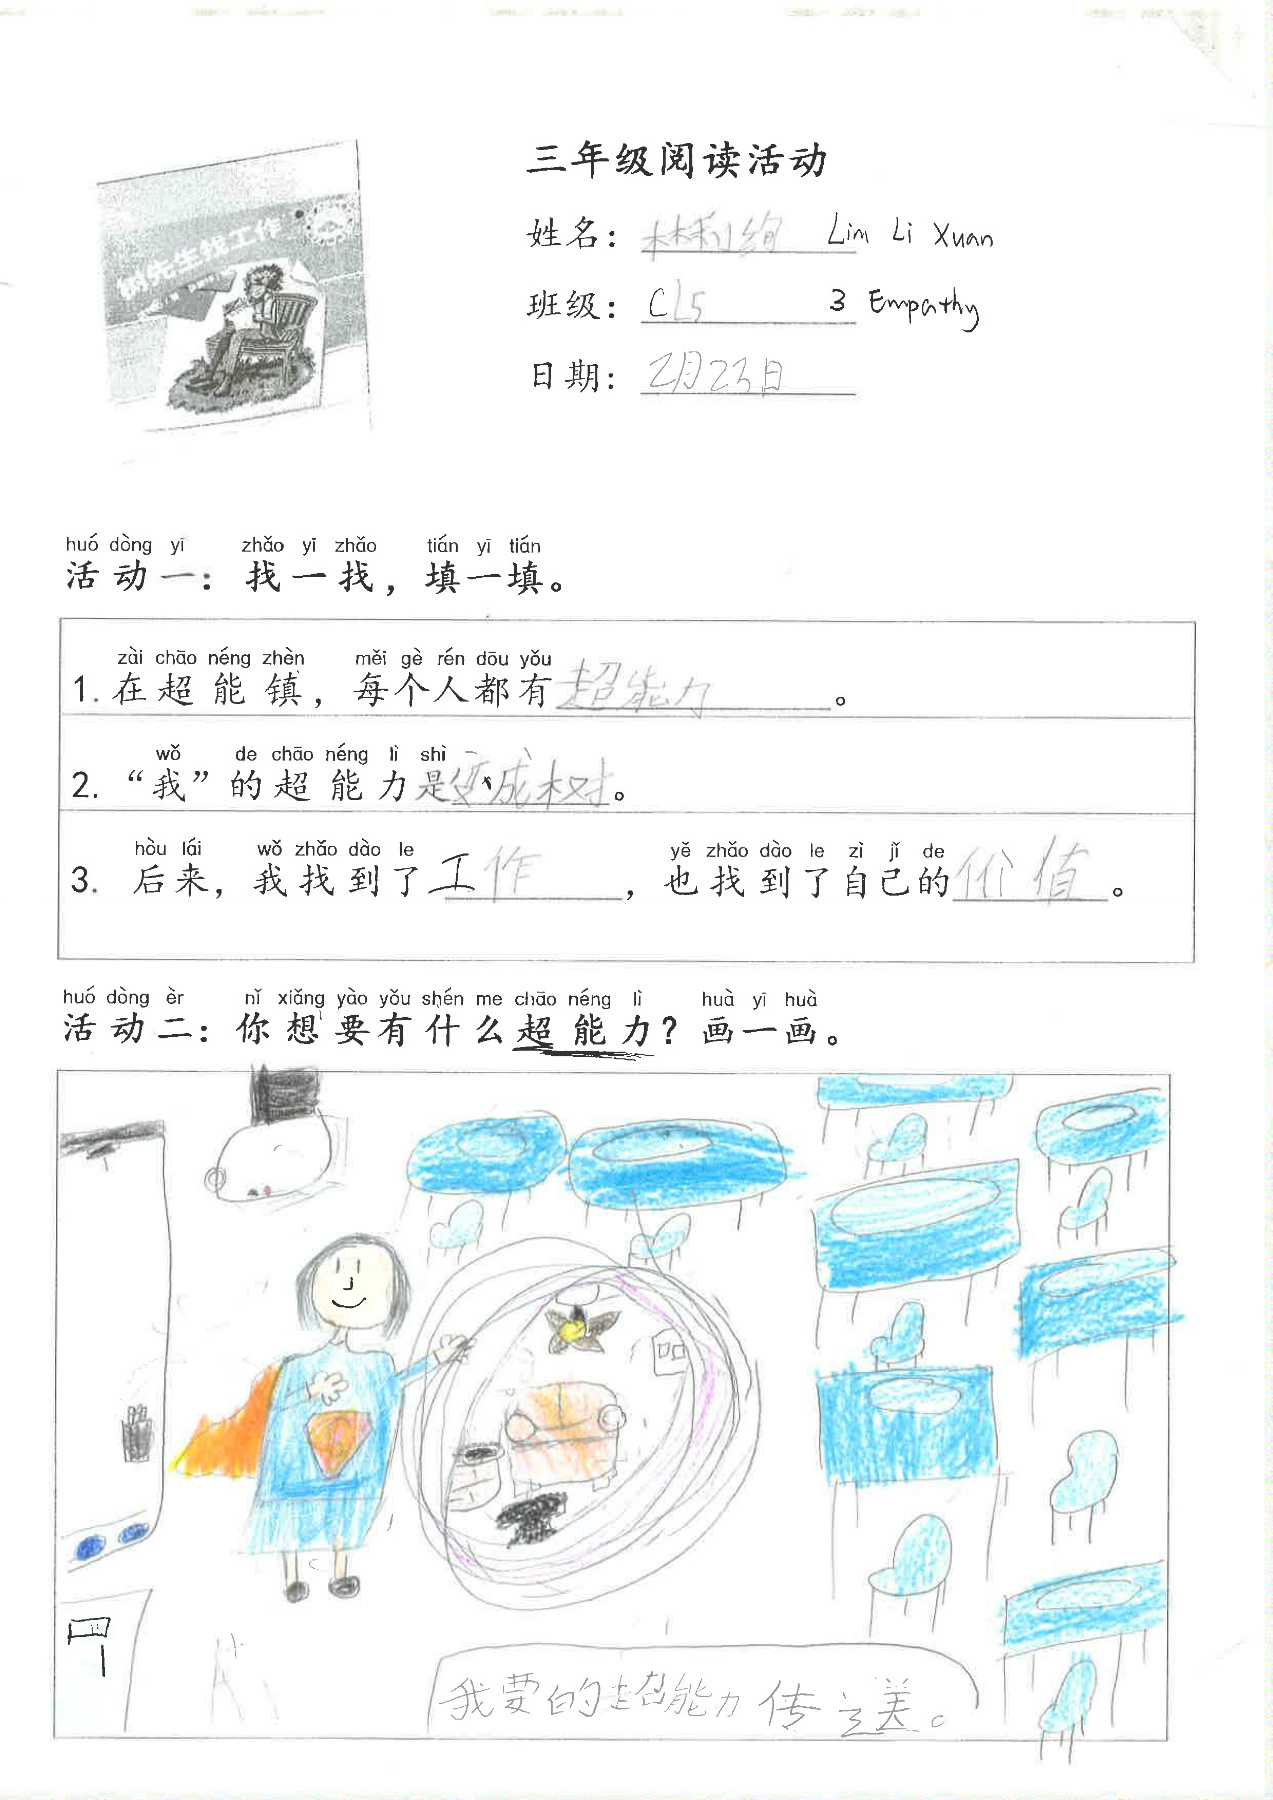 三年级阅读活动
树先生找工作
姓名：林利绚 Lim Li Xuan
班级：CL5 3 Empathy
日期：2月23日
huó dòng yī zhǎo yī zhǎo tián yī tián
活动一：找一找，填一填。
zài chāo néng zhèn měi gè rén dōu yǒu
1. 在超能镇，每个人都有超能力。
wǒ de chāo néng lì shì
2. “我”的超能力是变成树。
hòu lái wǒ zhǎo dào le yě zhǎo dào le zì jǐ de
3. 后来，我找到了工作，也找到了自己的价值。
huó dòng èr nǐ xiǎng yào yǒu shén me chāo néng lì huà yī huà
活动二：你想要有什么超能力？画一画。
我要的超能力传送。